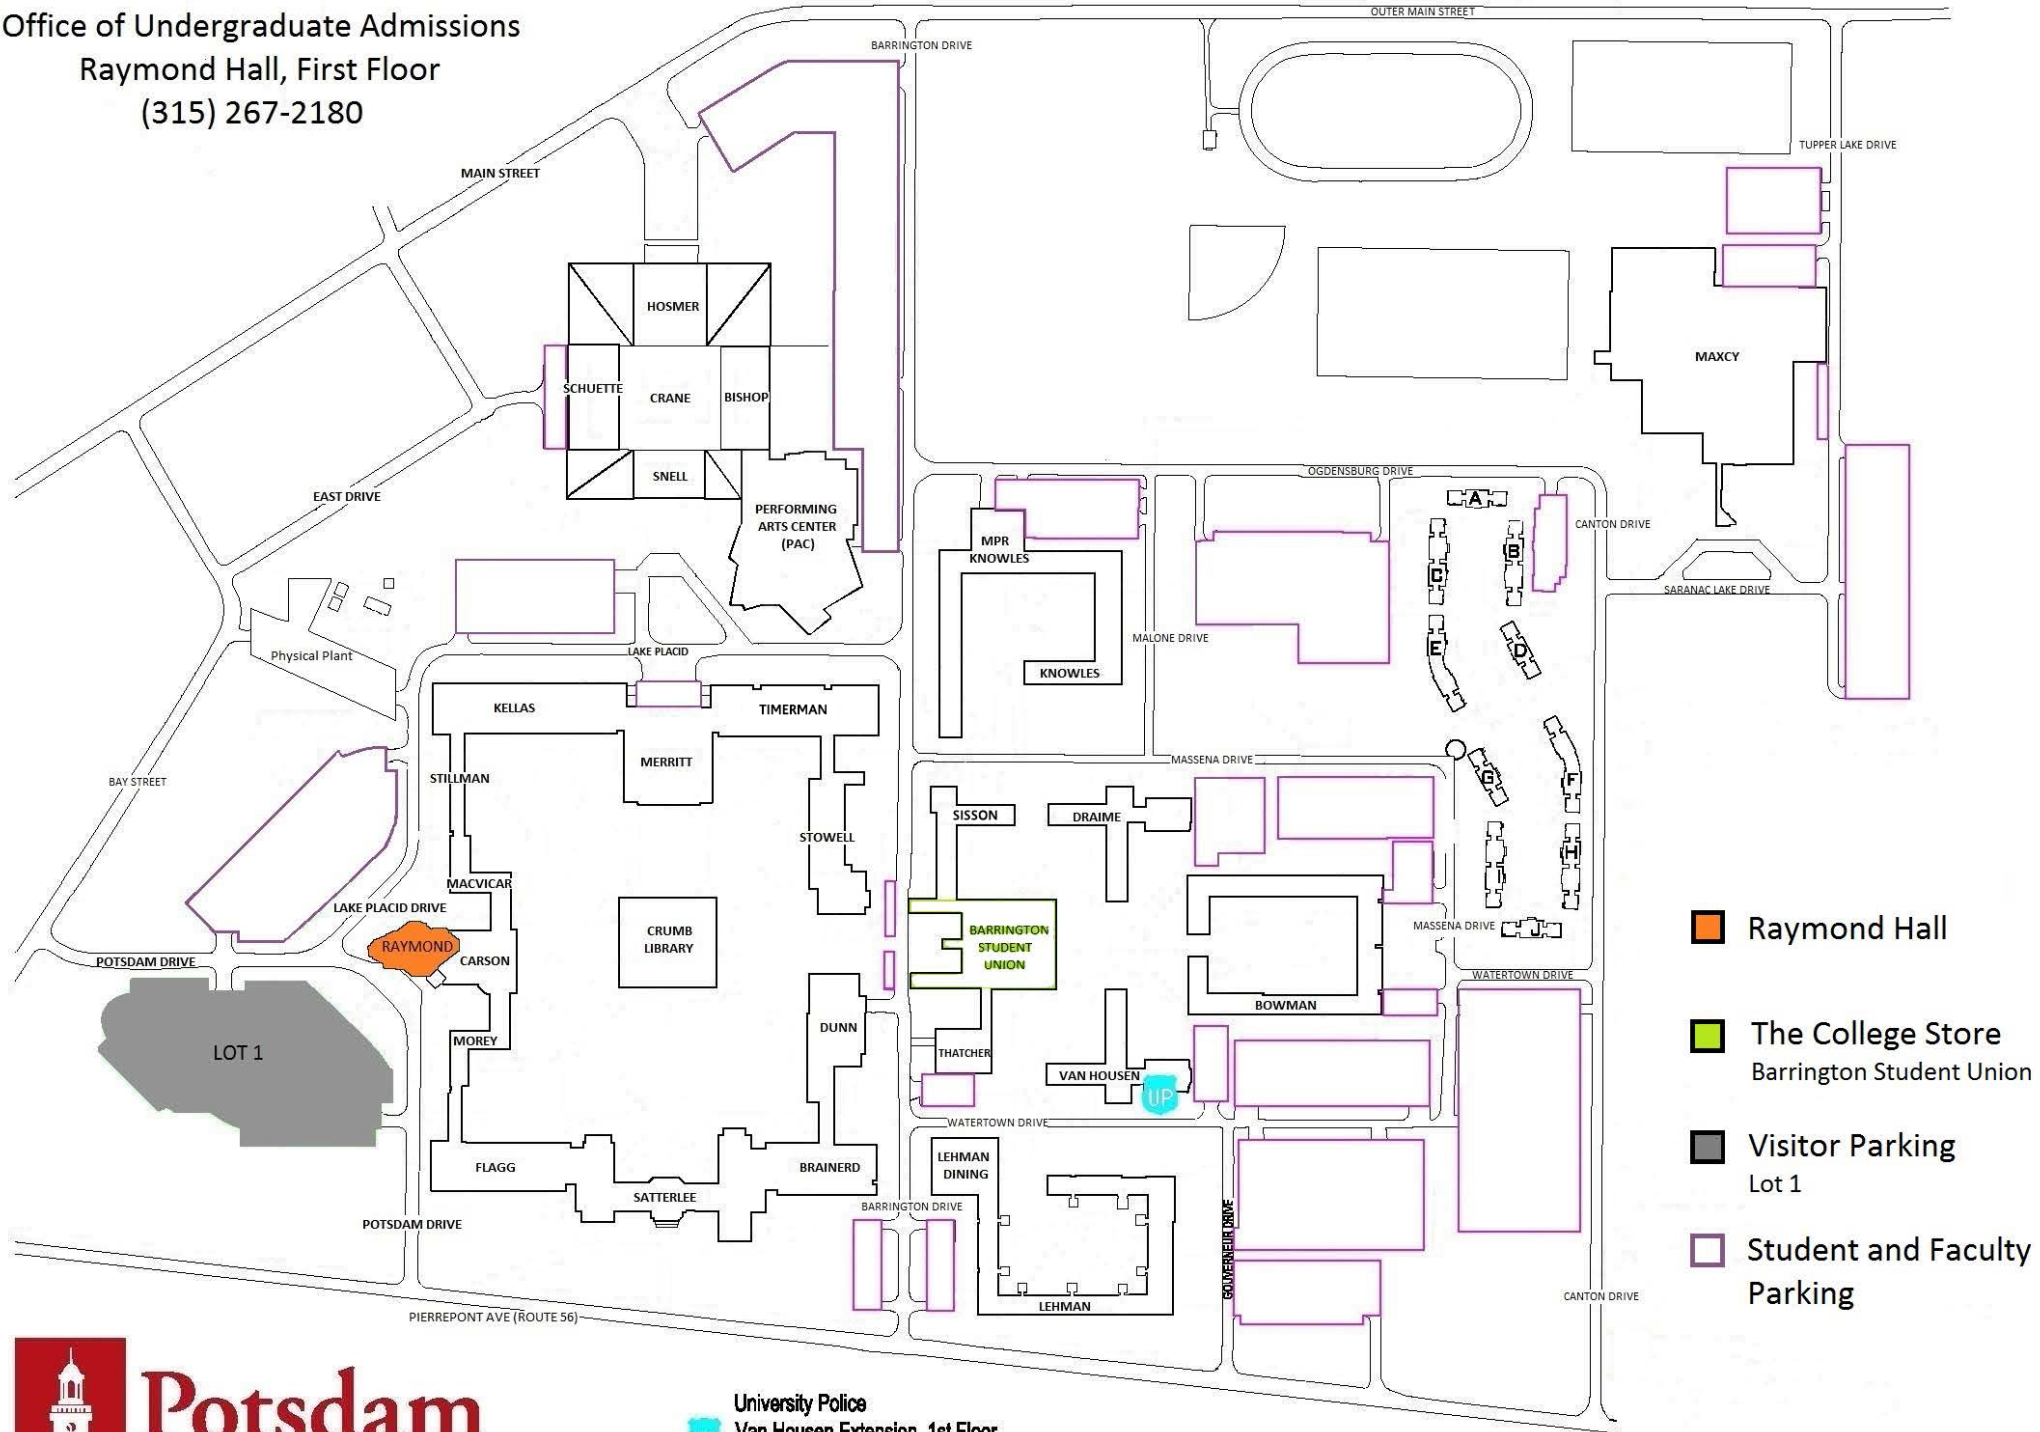 Office of Undergraduate Admissions
Raymond Hall, First Floor
(315) 267-2180
OUTER MAIN STREET
BARRINGTON DRIVE
TUPPER LAKE DRIVE
MAIN STREET
HOSMER
SCHUETTE
CRANE
BISHOP
SNELL
MAXCY
EAST DRIVE
PERFORMING
ARTS CENTER
(PAC)
OGDENSBURG DRIVE
A
CANTON DRIVE
MPR
KNOWLES
B
C
SARANAC LAKE DRIVE
Physical Plant
LAKE PLACID
MALONE DRIVE
E
D
KNOWLES
KELLAS
TIMERMAN
MERRITT
MASSENA DRIVE
BAY STREET
STILLMAN
G
F
SISSON
DRAIME
STOWELL
H
I
MACVICAR
LAKE PLACID DRIVE
RAYMOND
CARSON
CRUMB
LIBRARY
BARRINGTON
STUDENT
UNION
MASSENA DRIVE
J
POTSDAM DRIVE
WATERTOWN DRIVE
BOWMAN
LOT 1
MOREY
DUNN
THATCHER
VAN HOUSEN
UP
WATERTOWN DRIVE
FLAGG
SATTERLEE
BRAINERD
LEHMAN
DINING
BARRINGTON DRIVE
POTSDAM DRIVE
GOUVERNEUR DRIVE
LEHMAN
CANTON DRIVE
PIERREPONT AVE (ROUTE 56)
Raymond Hall
The College Store
Barrington Student Union
Visitor Parking
Lot 1
Student and Faculty
Parking
Potsdam
University Police
Van Housen Extension, 1st Floor